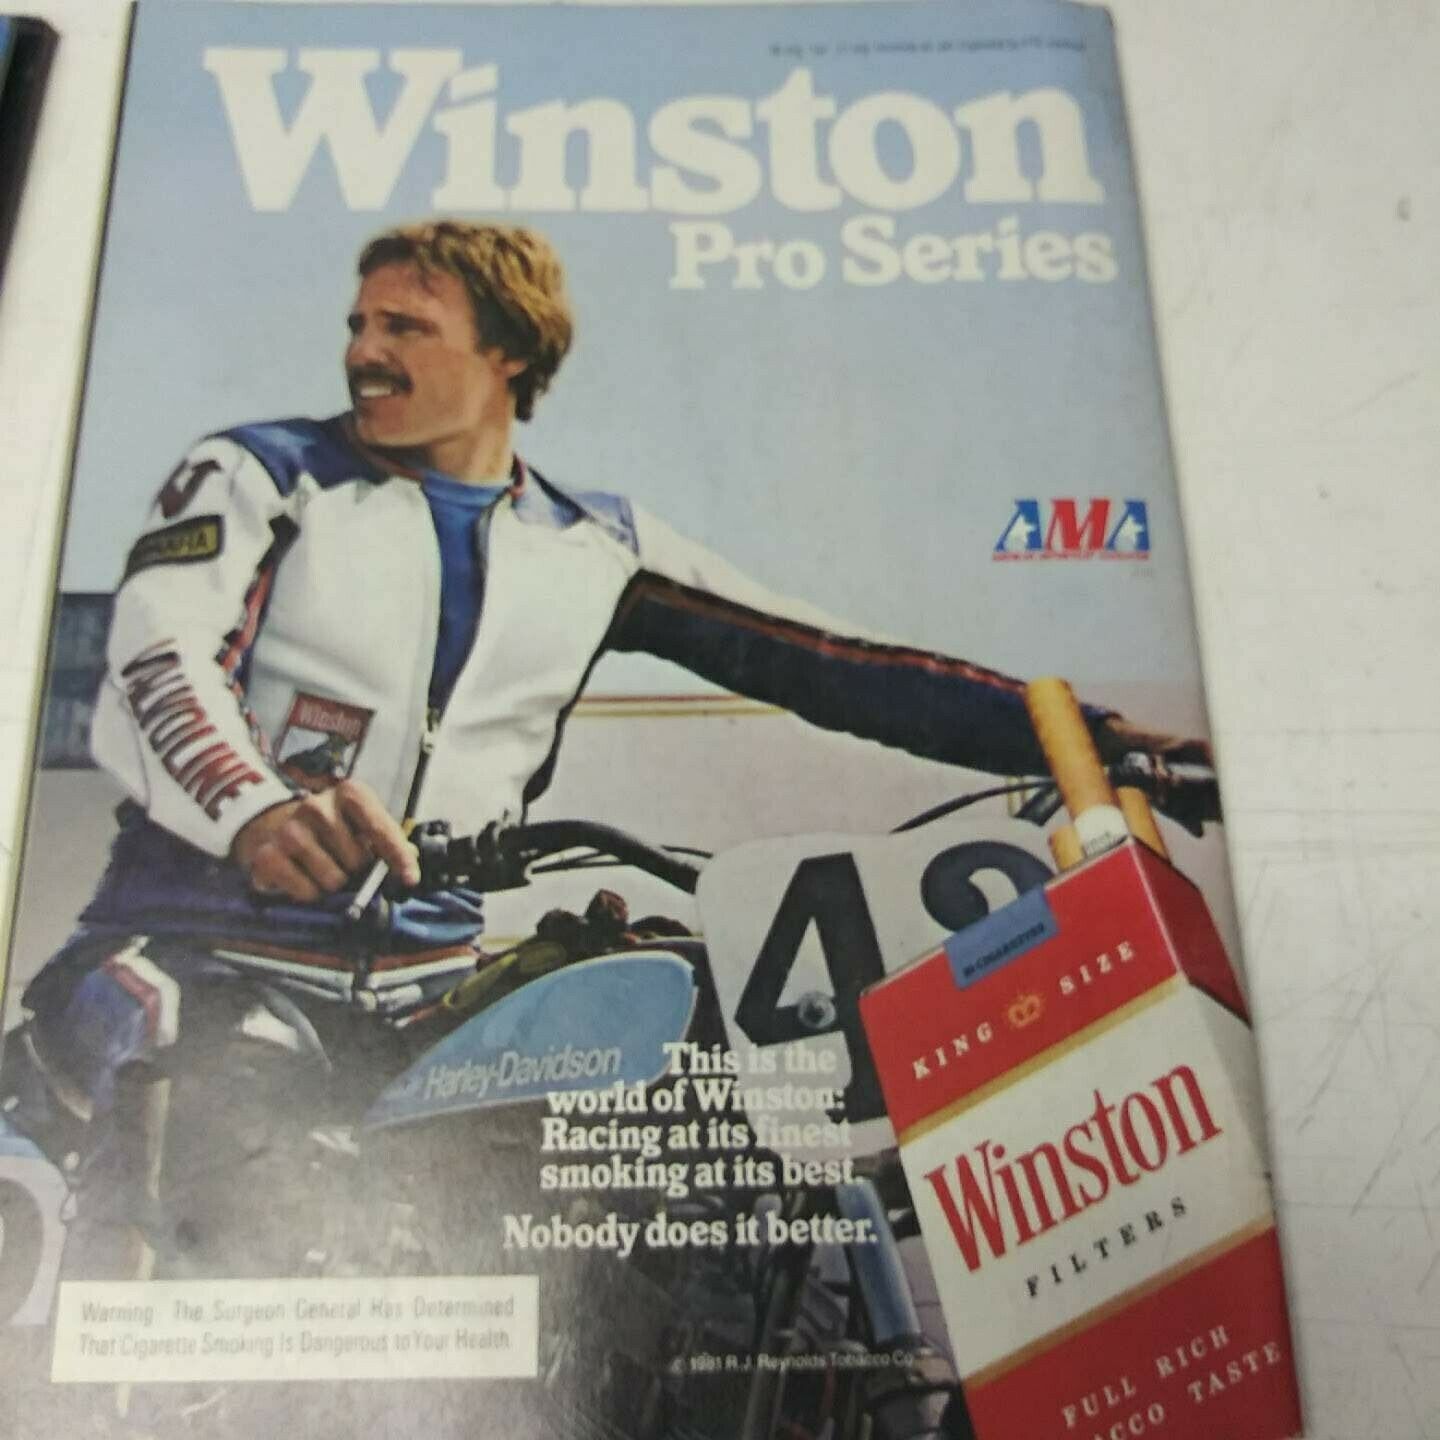 Winston
Pro Series
AMA
VALVOLINE
Winston
42
Harley-Davidson
This is the
world of Winston:
Racing at its finest
smoking at its best.
Nobody does it better.
20 CIGARETTES
KING SIZE
Winston
FILTERS
FULL RICH
TASTE
Warning: The Surgeon General Has Determined
That Cigarette Smoking Is Dangerous to Your Health.
© 1981 R.J. Reynolds Tobacco Co.